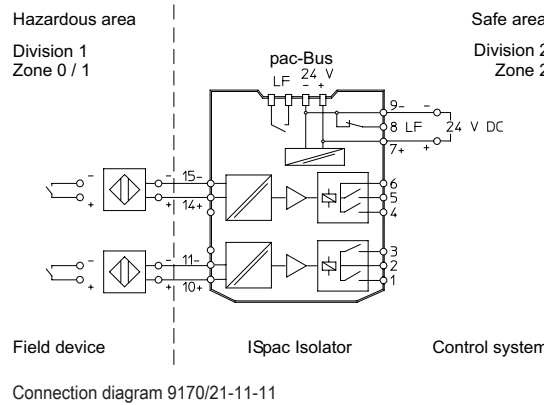 Hazardous area
Safe area
Division 1
Zone 0 / 1
Division 2
Zone 2
pac-Bus
LF 24 V
- +
9- -
8 LF 24 V DC
7+ +
- - 15-
+ + 14+
6
5
4
- - 11-
+ + 10+
3
2
1
Field device
ISpac Isolator
Control system
Connection diagram 9170/21-11-11